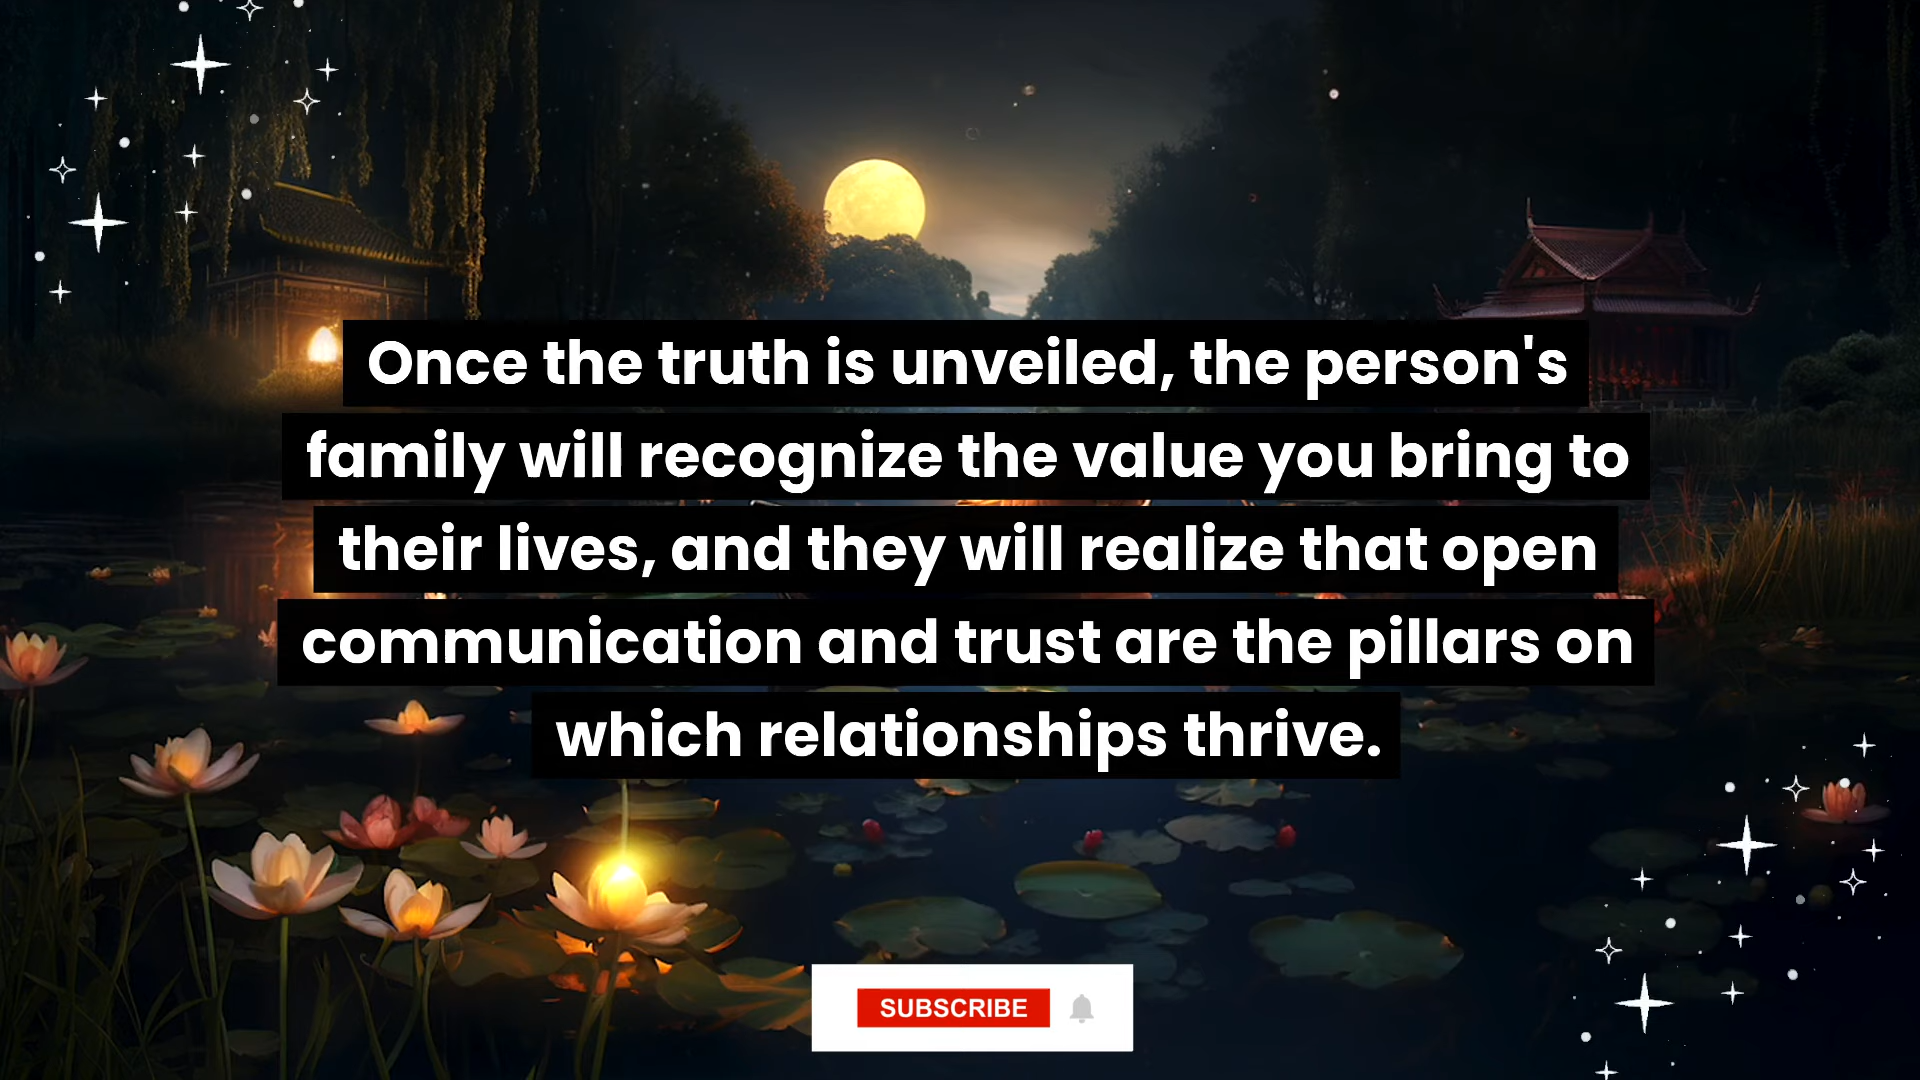 Once the truth is unveiled, the person's
family will recognize the value you bring to
their lives, and they will realize that open
communication and trust are the pillars on
which relationships thrive.
SUBSCRIBE